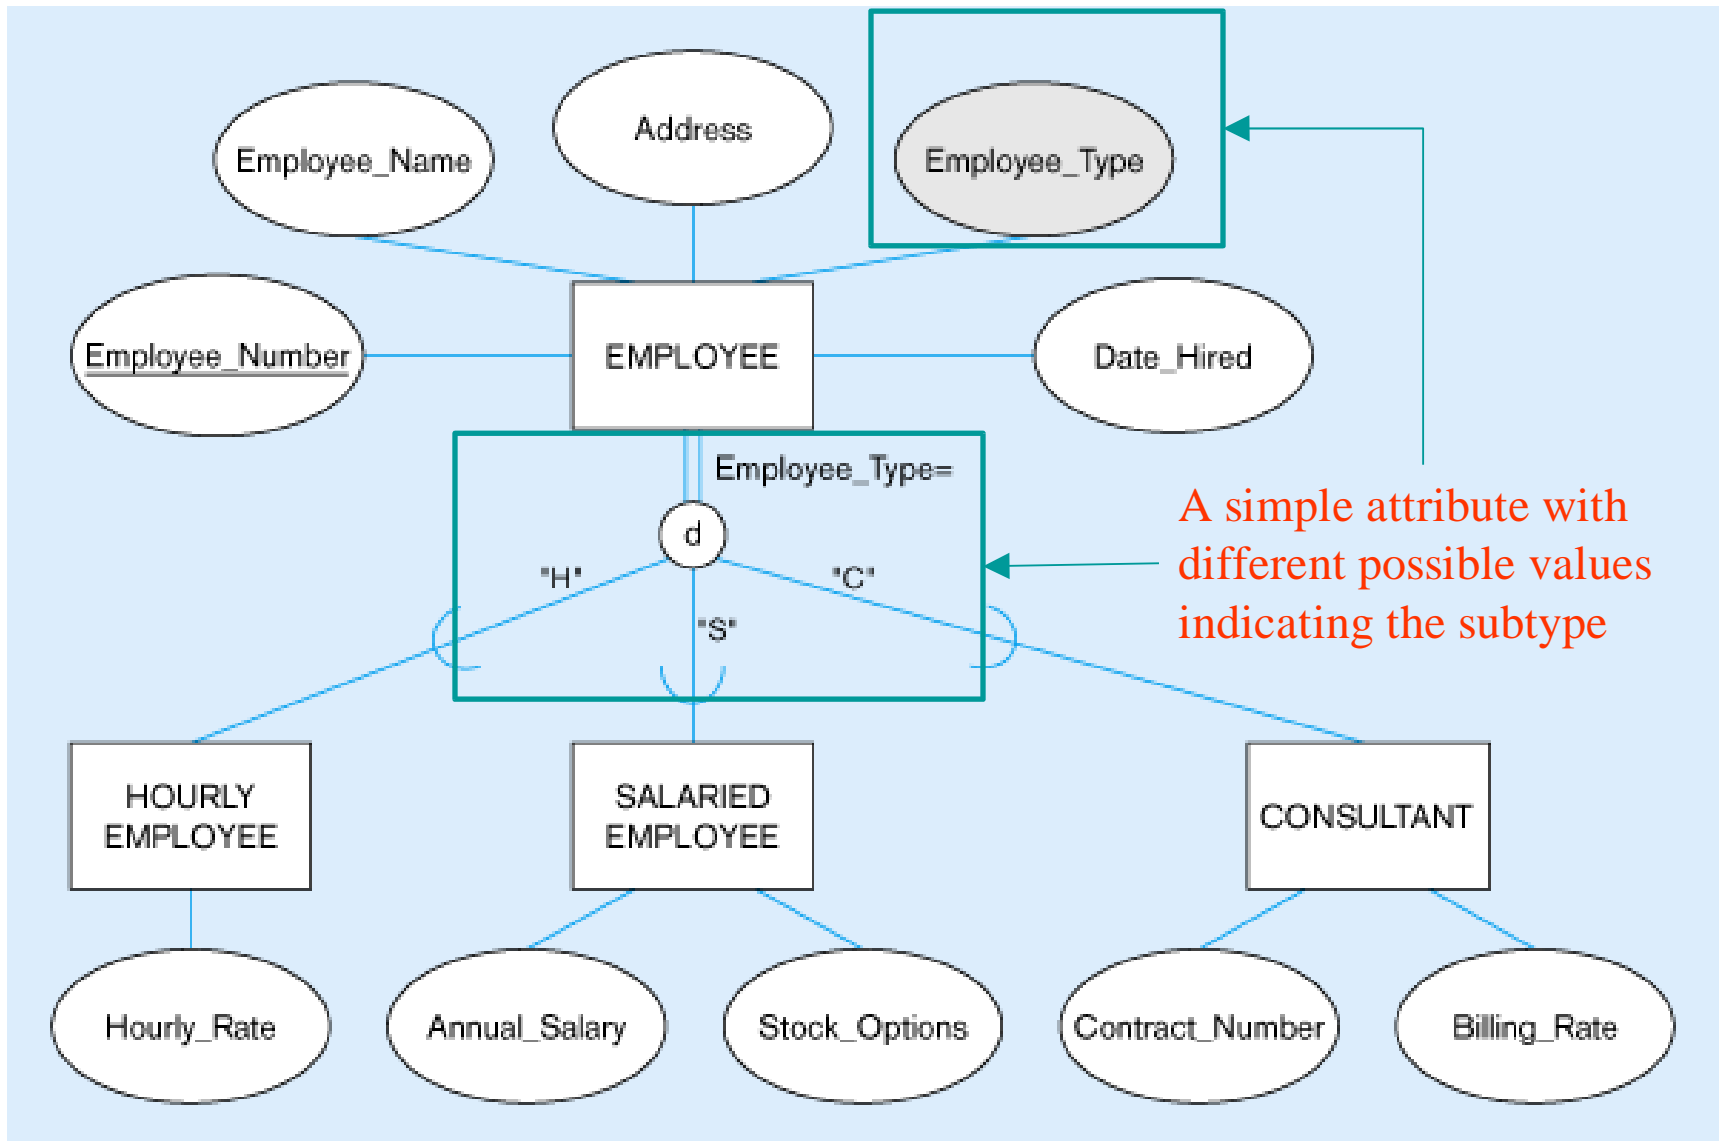 Address
Employee_Name
Employee_Type
Employee_Number
EMPLOYEE
Date_Hired
Employee_Type=
d
"H"
"C"
"S"
A simple attribute with
different possible values
indicating the subtype
HOURLY
EMPLOYEE
SALARIED
EMPLOYEE
CONSULTANT
Hourly_Rate
Annual_Salary
Stock_Options
Contract_Number
Billing_Rate